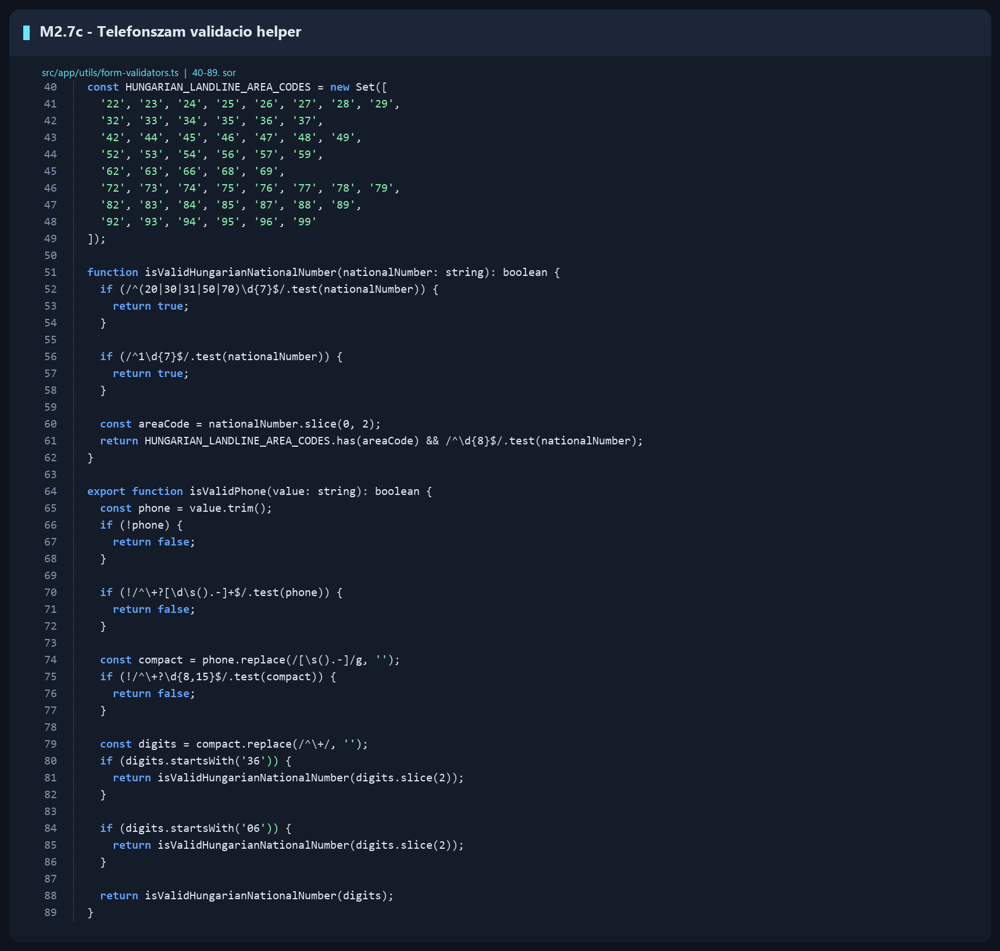 M2.7c - Telefonszam validacio helper
src/app/utils/form-validators.ts | 40-89. sor
40 const HUNGARIAN_LANDLINE_AREA_CODES = new Set([
41   '22', '23', '24', '25', '26', '27', '28', '29',
42   '32', '33', '34', '35', '36', '37',
43   '42', '44', '45', '46', '47', '48', '49',
44   '52', '53', '54', '56', '57', '59',
45   '62', '63', '66', '68', '69',
46   '72', '73', '74', '75', '76', '77', '78', '79',
47   '82', '83', '84', '85', '87', '88', '89',
48   '92', '93', '94', '95', '96', '99'
49 ]);
50
51 function isValidHungarianNationalNumber(nationalNumber: string): boolean {
52   if (/^(20|30|31|50|70)\d{7}$/.test(nationalNumber)) {
53     return true;
54   }
55
56   if (/^1\d{7}$/.test(nationalNumber)) {
57     return true;
58   }
59
60   const areaCode = nationalNumber.slice(0, 2);
61   return HUNGARIAN_LANDLINE_AREA_CODES.has(areaCode) && /^\d{8}$/.test(nationalNumber);
62 }
63
64 export function isValidPhone(value: string): boolean {
65   const phone = value.trim();
66   if (!phone) {
67     return false;
68   }
69
70   if (!/^\+?[\d\s().-]+$/.test(phone)) {
71     return false;
72   }
73
74   const compact = phone.replace(/[\s().-]/g, '');
75   if (!/^\+?\d{8,15}$/.test(compact)) {
76     return false;
77   }
78
79   const digits = compact.replace(/^\+/, '');
80   if (digits.startsWith('36')) {
81     return isValidHungarianNationalNumber(digits.slice(2));
82   }
83
84   if (digits.startsWith('06')) {
85     return isValidHungarianNationalNumber(digits.slice(2));
86   }
87
88   return isValidHungarianNationalNumber(digits);
89 }